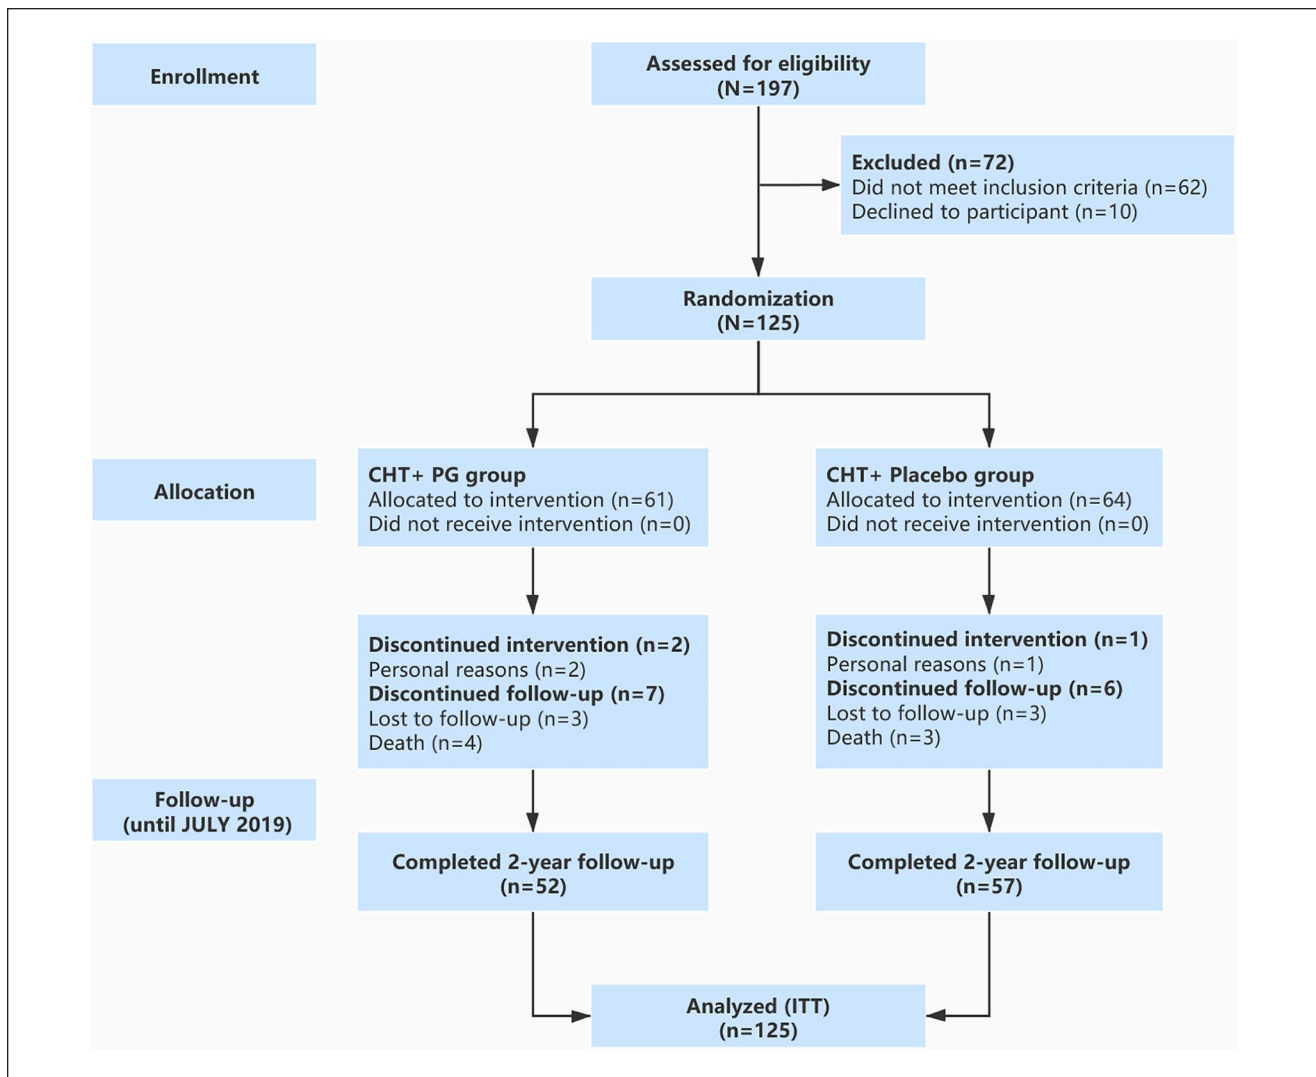 Enrollment
Assessed for eligibility
(N=197)
Excluded (n=72)
Did not meet inclusion criteria (n=62)
Declined to participant (n=10)
Randomization
(N=125)
Allocation
CHT+ PG group
Allocated to intervention (n=61)
Did not receive intervention (n=0)
CHT+ Placebo group
Allocated to intervention (n=64)
Did not receive intervention (n=0)
Discontinued intervention (n=2)
Personal reasons (n=2)
Discontinued follow-up (n=7)
Lost to follow-up (n=3)
Death (n=4)
Discontinued intervention (n=1)
Personal reasons (n=1)
Discontinued follow-up (n=6)
Lost to follow-up (n=3)
Death (n=3)
Follow-up
(until JULY 2019)
Completed 2-year follow-up
(n=52)
Completed 2-year follow-up
(n=57)
Analyzed (ITT)
(n=125)